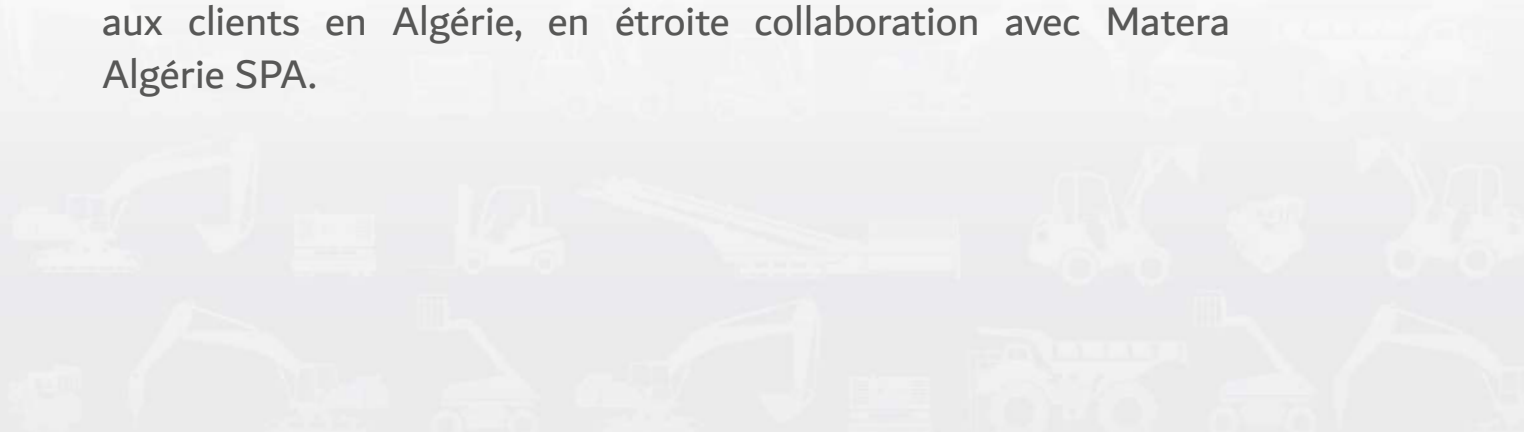 aux clients en Algérie, en étroite collaboration avec Matera
Algérie SPA.